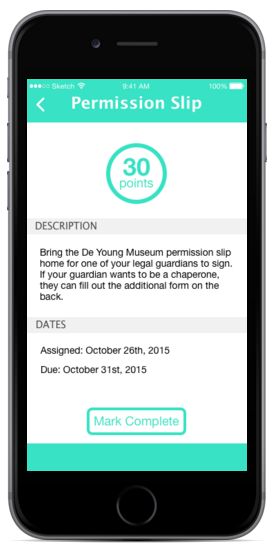 Sketch 9:41 AM 100%
Permission Slip
30
points
DESCRIPTION
Bring the De Young Museum permission slip
home for one of your legal guardians to sign.
If your guardian wants to be a chaperone,
they can fill out the additional form on the
back.
DATES
Assigned: October 26th, 2015
Due: October 31st, 2015
Mark Complete